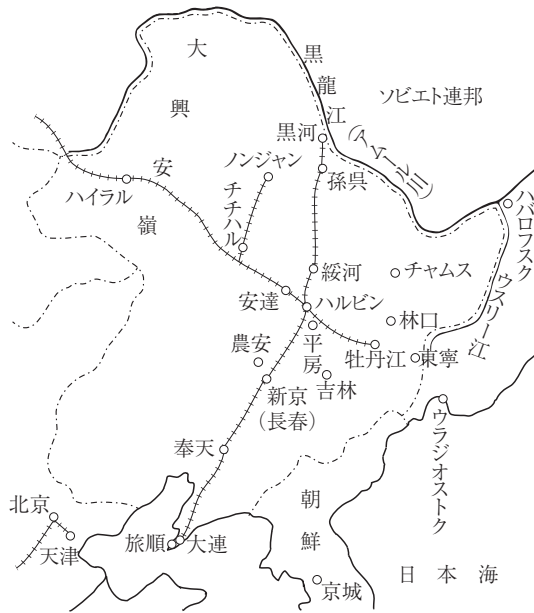 大興安嶺
黒龍江
(アムール川)
ソビエト連邦
黒河
ノンジャン
孫呉
チチハル
ハイラル
ハバロフスク
ウスリー江
綏河
チャムス
安達
ハルビン
林口
平房
牡丹江
東寧
農安
吉林
新京
(長春)
ウラジオストク
奉天
朝鮮
北京
天津
旅順
大連
京城
日本海